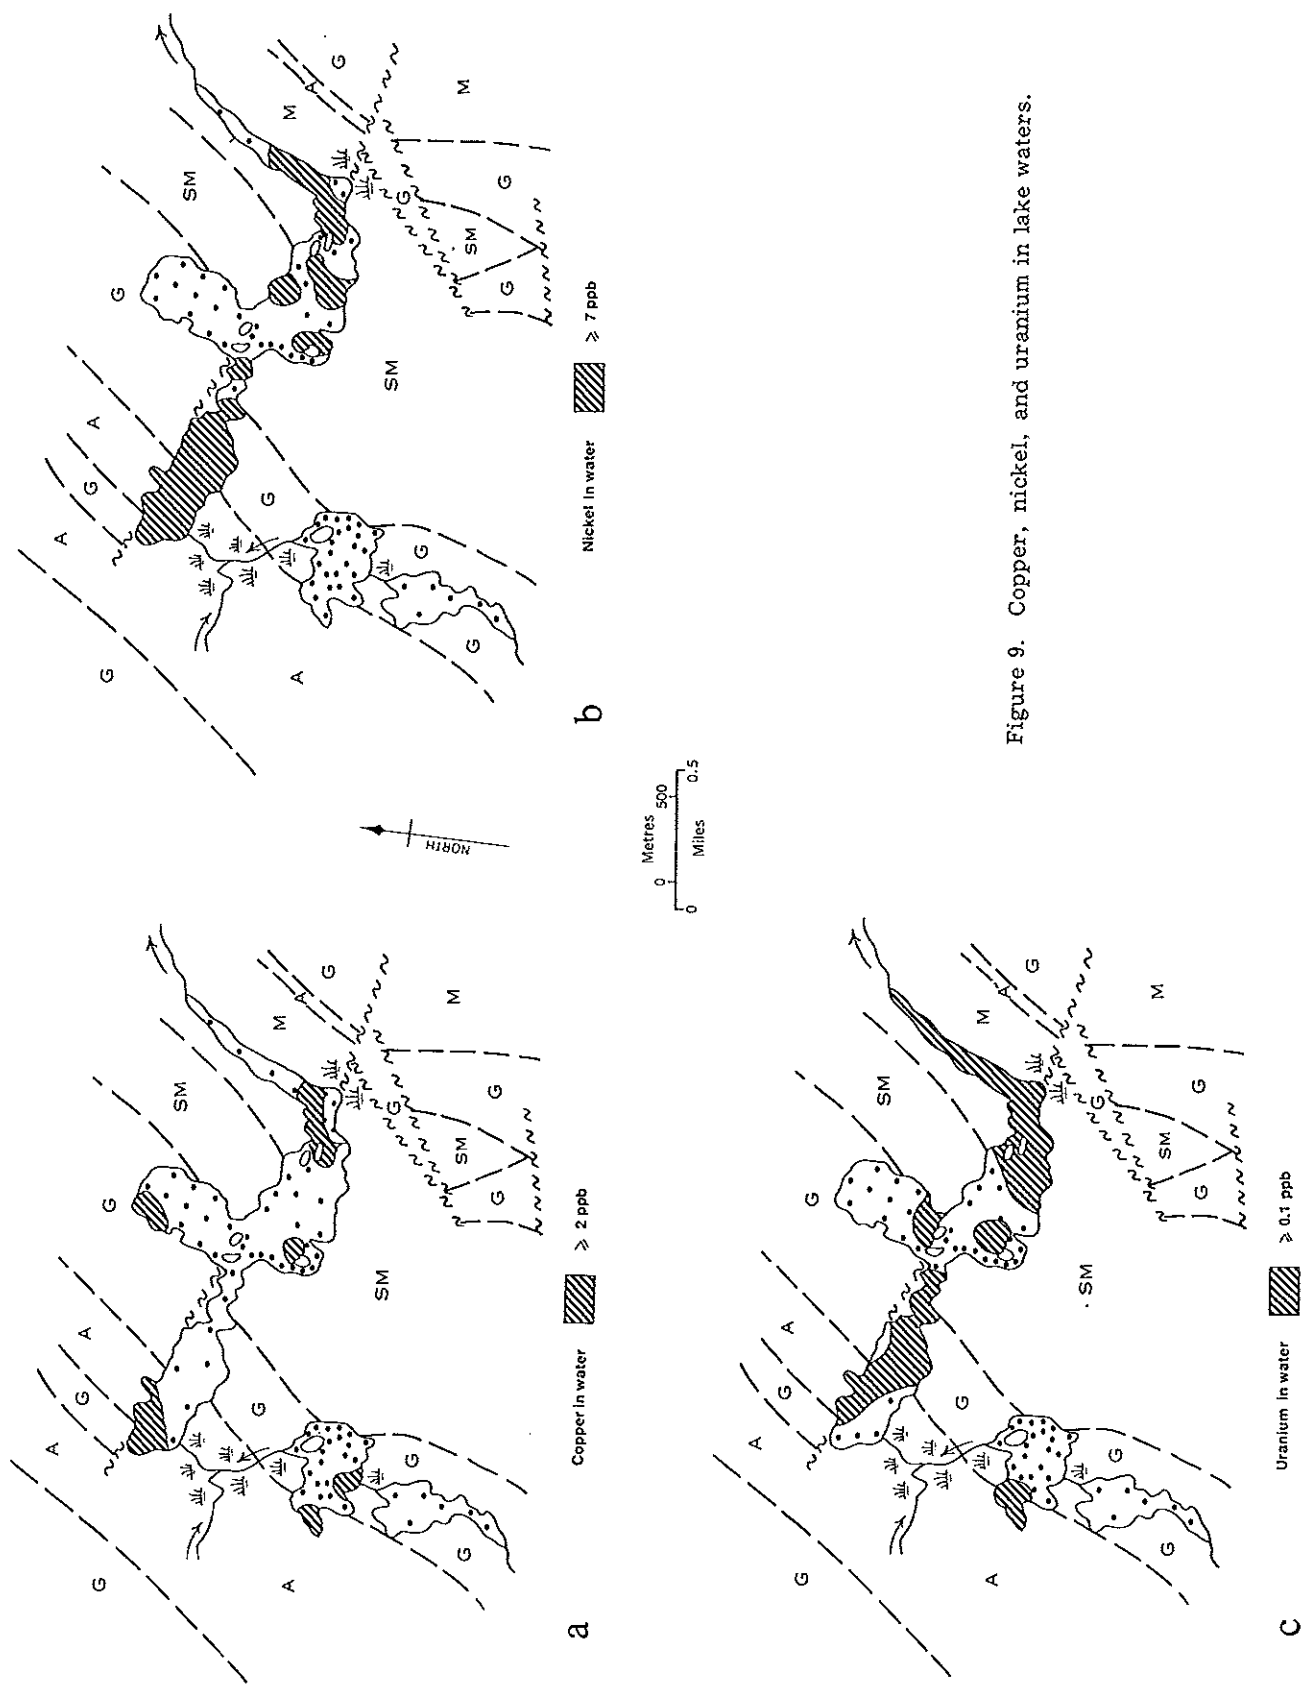 G
A
G
A
G
SM
SM
M
A
G
M
G
G
SM
G
G
G
A
a
Copper in water
⩾ 2 ppb
G
A
G
A
G
SM
SM
M
A
G
M
G
G
SM
G
G
G
A
b
Nickel in water
⩾ 7 ppb
NORTH
Metres
0
500
0
0.5
Miles
G
A
G
A
G
SM
SM
M
A
G
M
G
G
SM
G
G
G
G
A
c
Uranium in water
⩾ 0.1 ppb
Figure 9. Copper, nickel, and uranium in lake waters.